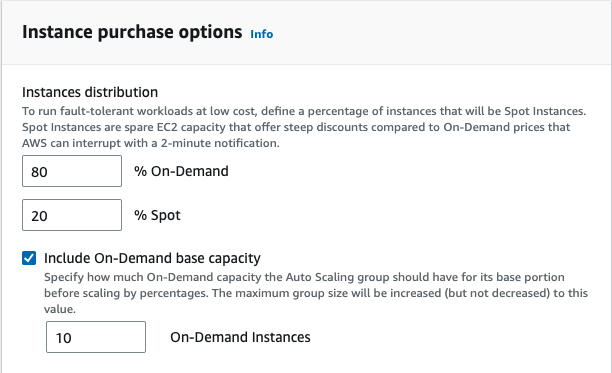 Instance purchase options Info
Instances distribution
To run fault-tolerant workloads at low cost, define a percentage of instances that will be Spot Instances.
Spot Instances are spare EC2 capacity that offer steep discounts compared to On-Demand prices that
AWS can interrupt with a 2-minute notification.
80 % On-Demand
20 % Spot
Include On-Demand base capacity
Specify how much On-Demand capacity the Auto Scaling group should have for its base portion
before scaling by percentages. The maximum group size will be increased (but not decreased) to this
value.
10 On-Demand Instances